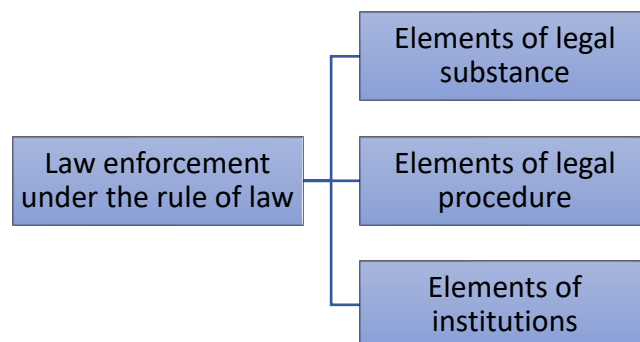 Law enforcement
under the rule of law
Elements of legal
substance
Elements of legal
procedure
Elements of
institutions